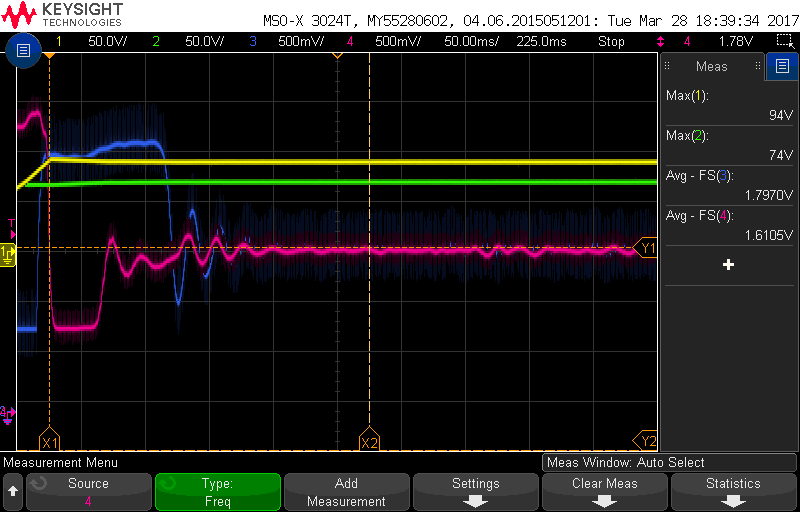 KEYSIGHT
TECHNOLOGIES
MSO-X 3024T, MY55280602, 04.06.2015051201: Tue Mar 28 18:39:34 2017
1 50.0V/ 2 50.0V/ 3 500mV/ 4 500mV/ 50.00ms/ 225.0ms Stop 4 1.78V
Meas
Max(1):
94V
Max(2):
74V
Avg - FS(3):
1.7970V
Avg - FS(4):
1.6105V
T
1
Y1
X1
X2
Y2
Measurement Menu
Meas Window: Auto Select
Source
4
Type:
Freq
Add
Measurement
Settings
Clear Meas
Statistics